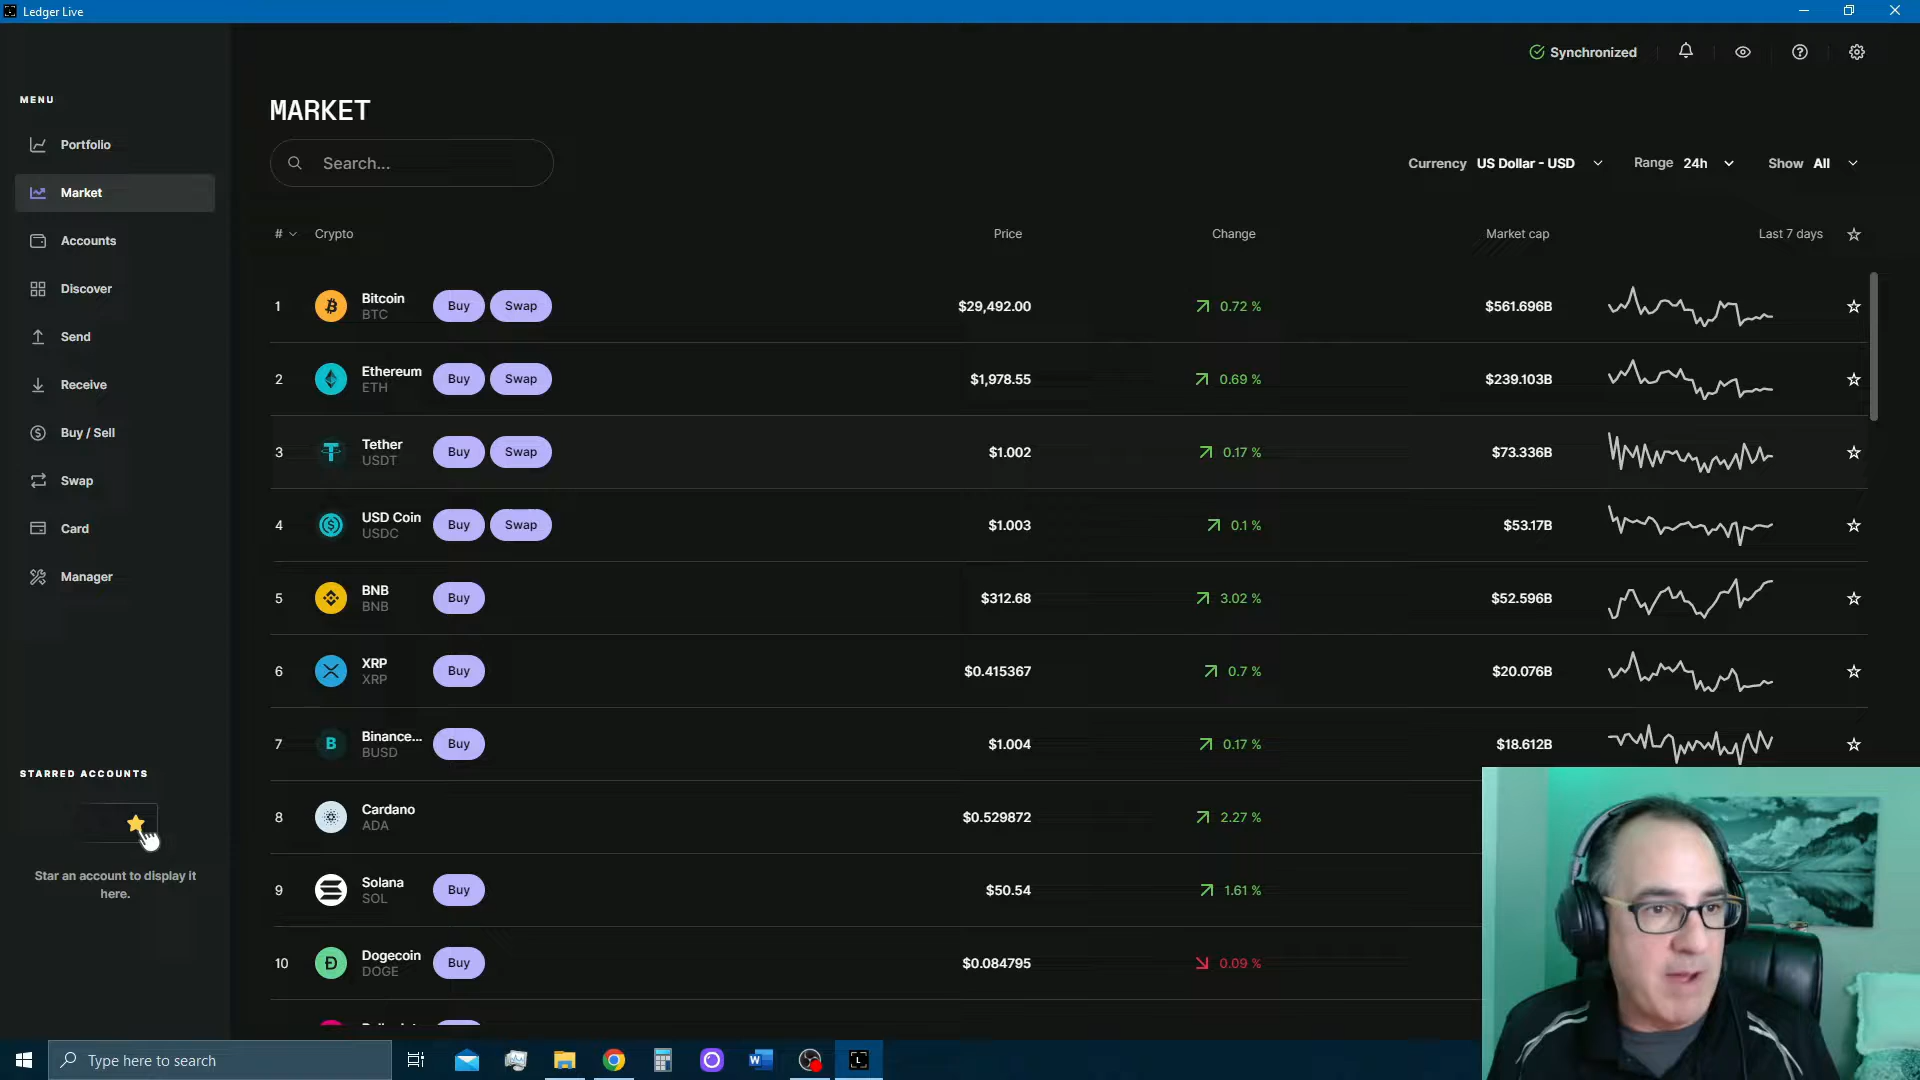 Ledger Live
Synchronized
MENU
Portfolio
Market
Accounts
Discover
Send
Receive
Buy / Sell
Swap
Card
Manager
STARRED ACCOUNTS
Star an account to display it
here.
MARKET
Search...
Currency US Dollar - USD Range 24h Show All
# Crypto Price Change Market cap Last 7 days
1 Bitcoin BTC Buy Swap $29,492.00 0.72 % $561.696B
2 Ethereum ETH Buy Swap $1,978.55 0.69 % $239.103B
3 Tether USDT Buy Swap $1.002 0.17 % $73.336B
4 USD Coin USDC Buy Swap $1.003 0.1 % $53.17B
5 BNB BNB Buy $312.68 3.02 % $52.596B
6 XRP XRP Buy $0.415367 0.7 % $20.076B
7 Binance... BUSD Buy $1.004 0.17 % $18.612B
8 Cardano ADA $0.529872 2.27 %
9 Solana SOL Buy $50.54 1.61 %
10 Dogecoin DOGE Buy $0.084795 0.09 %
Type here to search